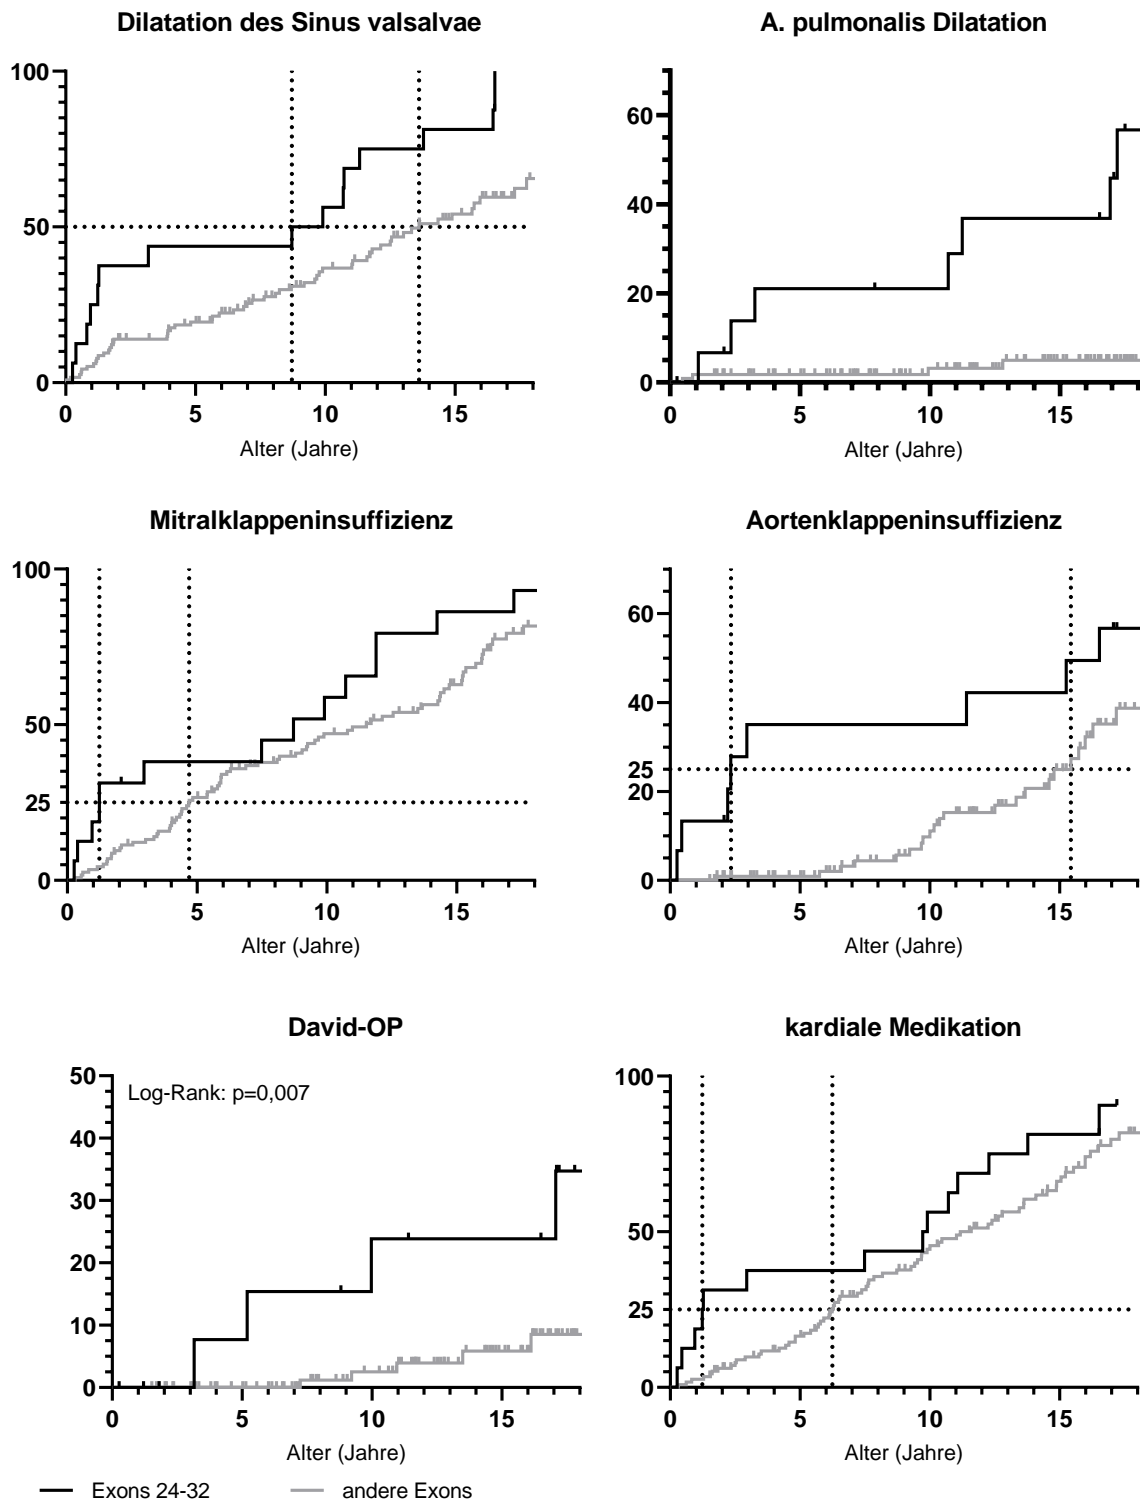 Dilatation des Sinus valsalvae
A. pulmonalis Dilatation
100
50
0
0 5 10 15
Alter (Jahre)
60
40
20
0
0 5 10 15
Alter (Jahre)
Mitralklappeninsuffizienz
Aortenklappeninsuffizienz
100
50
25
0
0 5 10 15
Alter (Jahre)
60
40
25
20
0
0 5 10 15
Alter (Jahre)
David-OP
kardiale Medikation
50
Log-Rank: p=0,007
40
30
20
10
0
0 5 10 15
Alter (Jahre)
100
50
25
0
0 5 10 15
Alter (Jahre)
Exons 24-32 andere Exons